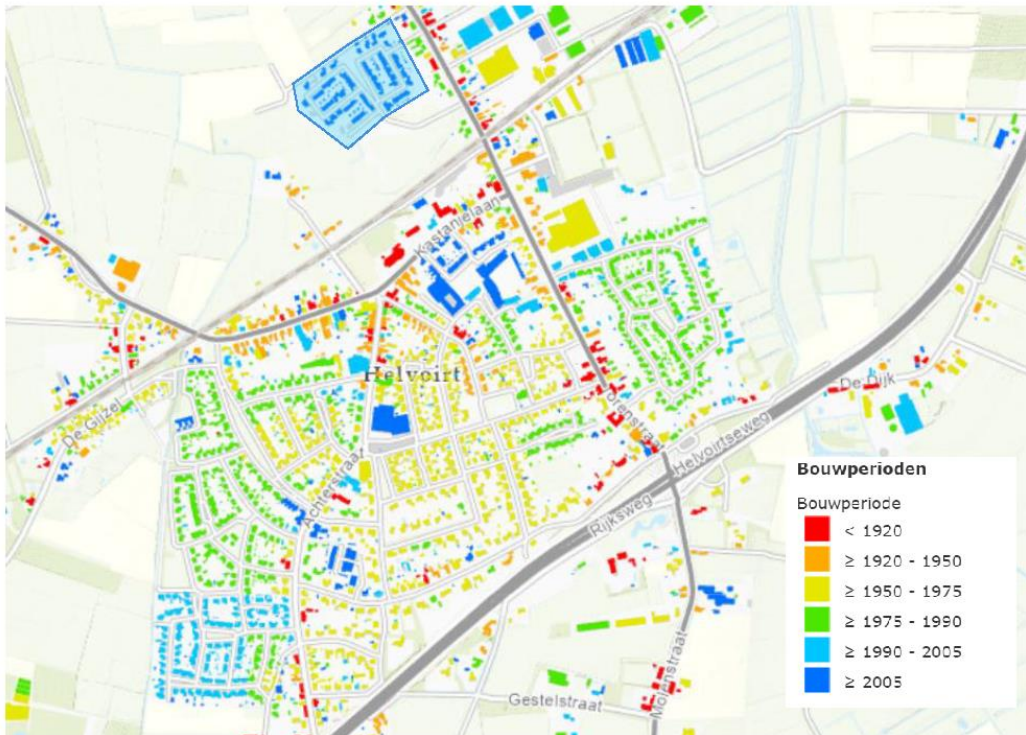 Kastanjelaan
Helvoirt
De Gijzel
Achterstraat
Torenstraat
De Dijk
Helvoirtseweg
Rijksweg
Gestelstraat
Molenstraat
Bouwperioden
Bouwperiode
< 1920
≥ 1920 - 1950
≥ 1950 - 1975
≥ 1975 - 1990
≥ 1990 - 2005
≥ 2005